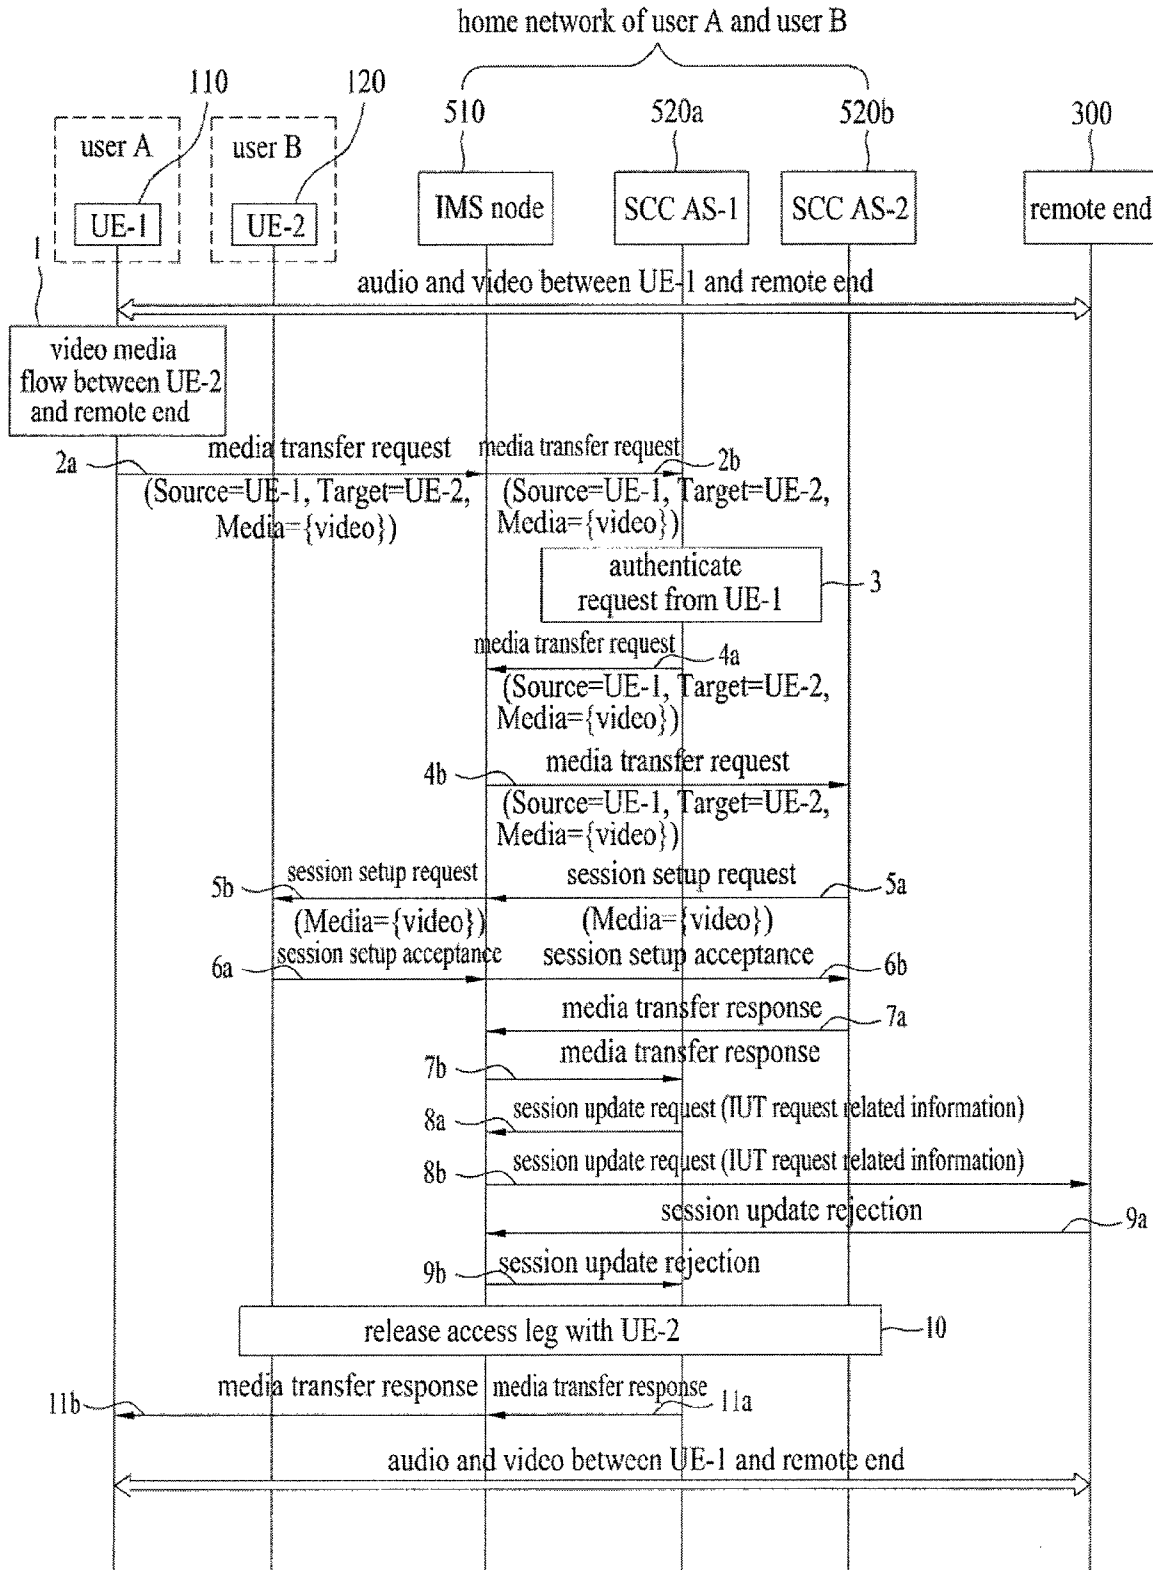 home network of user A and user B
110
120
510
520a
520b
300
user A
user B
UE-1
UE-2
IMS node
SCC AS-1
SCC AS-2
remote end
1
audio and video between UE-1 and remote end
video media
flow between UE-2
and remote end
media transfer request
media transfer request
2a
2b
(Source=UE-1, Target=UE-2,
Media={video})
(Source=UE-1, Target=UE-2,
Media={video})
authenticate
request from UE-1
3
media transfer request
4a
(Source=UE-1, Target=UE-2,
Media={video})
4b
media transfer request
(Source=UE-1, Target=UE-2,
Media={video})
session setup request
session setup request
5b
5a
(Media={video})
(Media={video})
session setup acceptance
session setup acceptance
6a
6b
media transfer response
7a
media transfer response
7b
session update request (IUT request related information)
8a
session update request (IUT request related information)
8b
session update rejection
9a
session update rejection
9b
release access leg with UE-2
10
media transfer response
media transfer response
11b
11a
audio and video between UE-1 and remote end